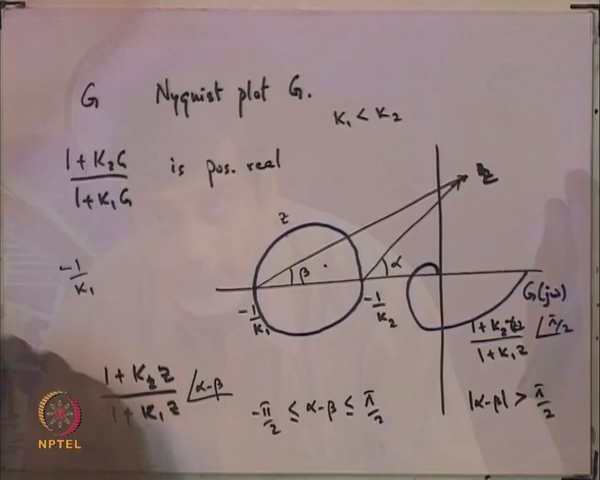 G Nyquist plot G.
K₁ < K₂
1 + K₂G / 1 + K₁G is pos. real
z
z
-1/K₁
β
α
-1/K₁
-1/K₂
G(jω)
1 + K₂z / 1 + K₁z ∠π/2
1 + K₂z / 1 + K₁z ∠α-β
-π/2 ≤ α-β ≤ π/2
|α-β| > π/2
NPTEL